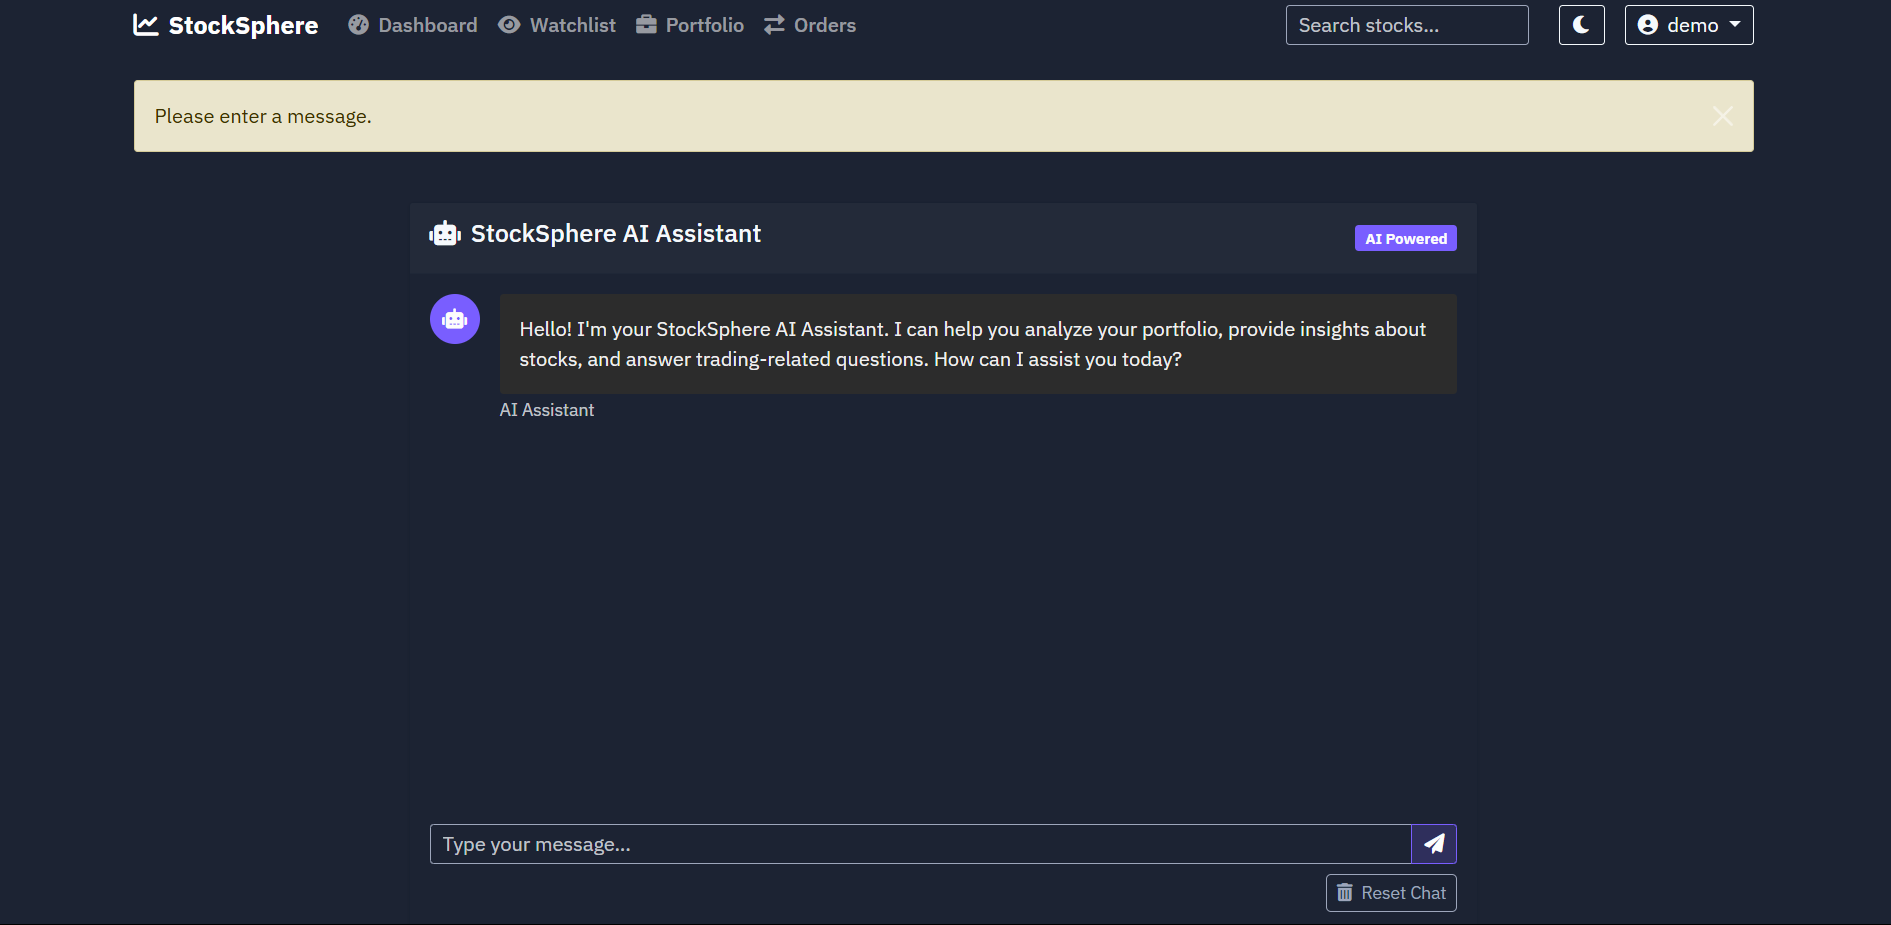 StockSphere Dashboard Watchlist Portfolio Orders Search stocks... demo
Please enter a message.
StockSphere AI Assistant AI Powered
Hello! I'm your StockSphere AI Assistant. I can help you analyze your portfolio, provide insights about
stocks, and answer trading-related questions. How can I assist you today?
AI Assistant
Type your message...
Reset Chat